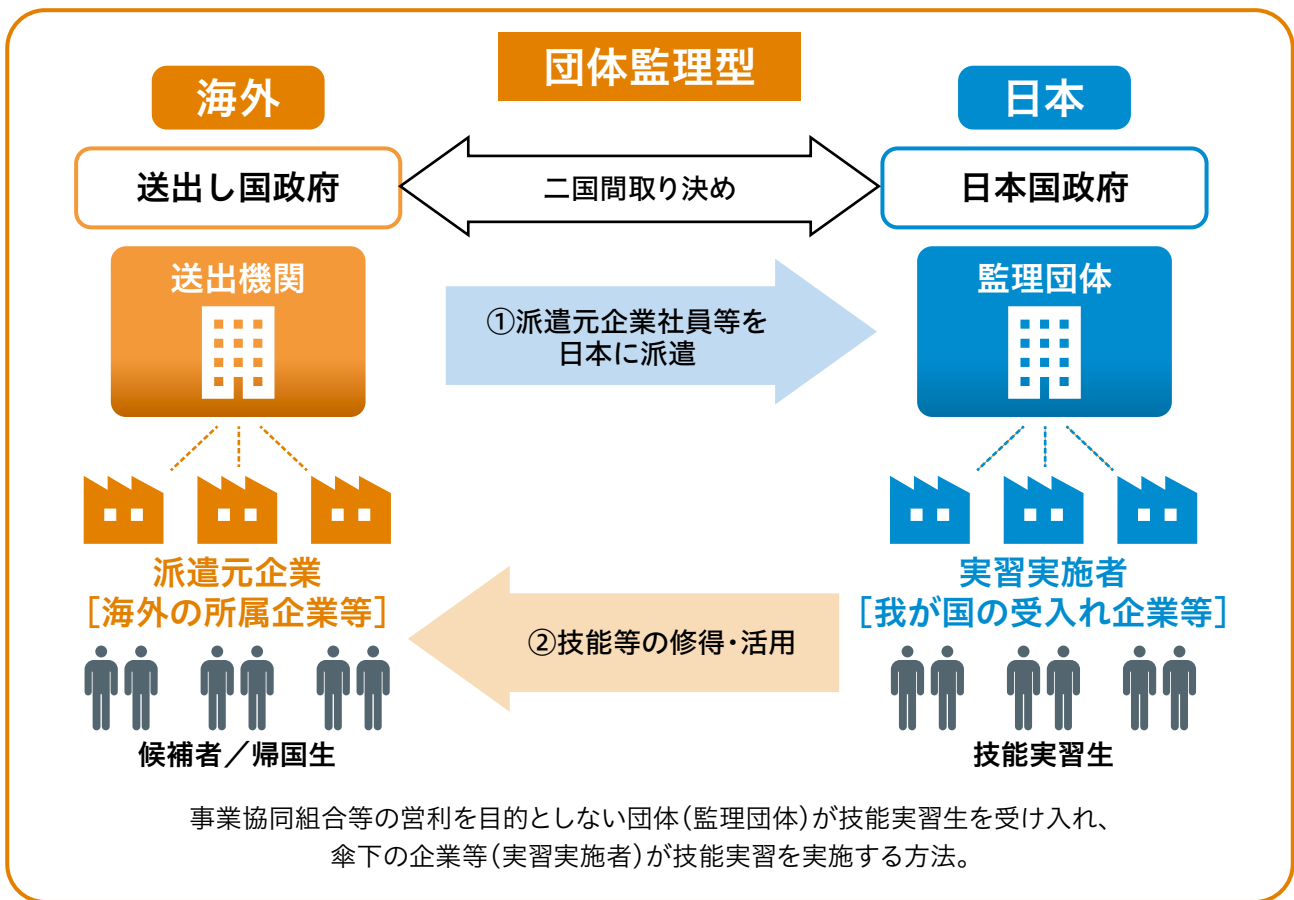 団体監理型
海外
日本
送出し国政府
二国間取り決め
日本国政府
送出機関
監理団体
①派遣元企業社員等を
日本に派遣
派遣元企業
［海外の所属企業等］
実習実施者
［我が国の受入れ企業等］
②技能等の修得・活用
候補者／帰国生
技能実習生
事業協同組合等の営利を目的としない団体（監理団体）が技能実習生を受け入れ、
傘下の企業等（実習実施者）が技能実習を実施する方法。